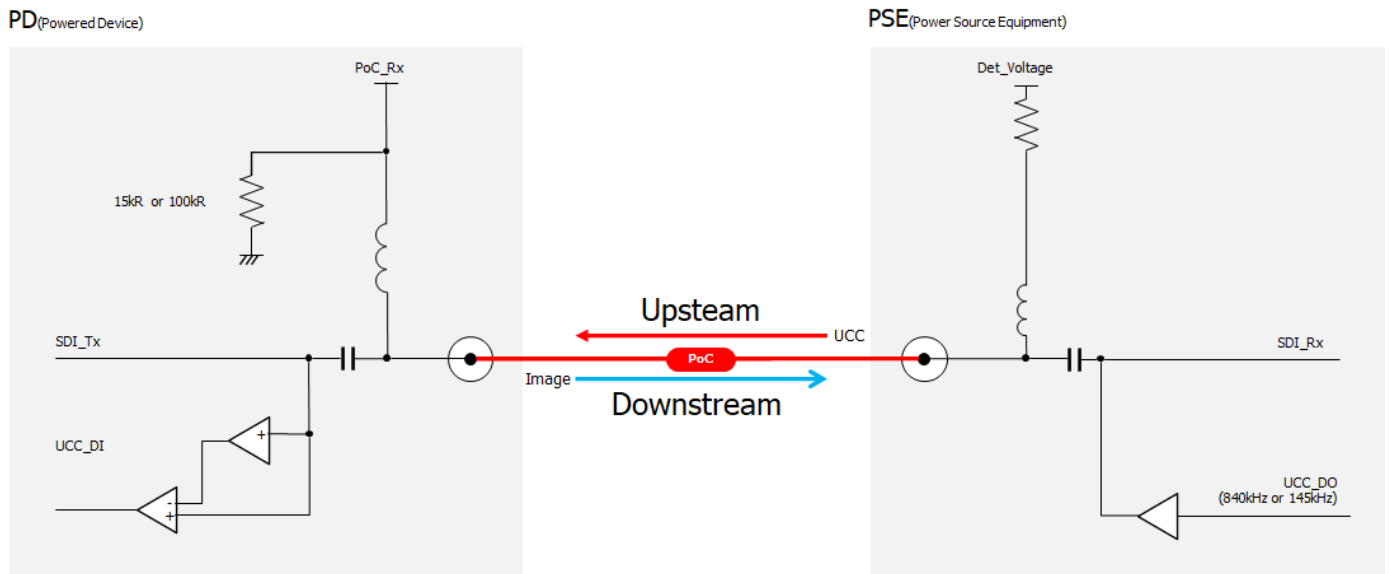 PD(Powered Device)
PSE(Power Source Equipment)
PoC_Rx
Det_Voltage
15kR or 100kR
Upsteam
SDI_Tx
UCC
SDI_Rx
PoC
Image
Downstream
+
UCC_DI
UCC_DO
(840kHz or 145kHz)
-
+